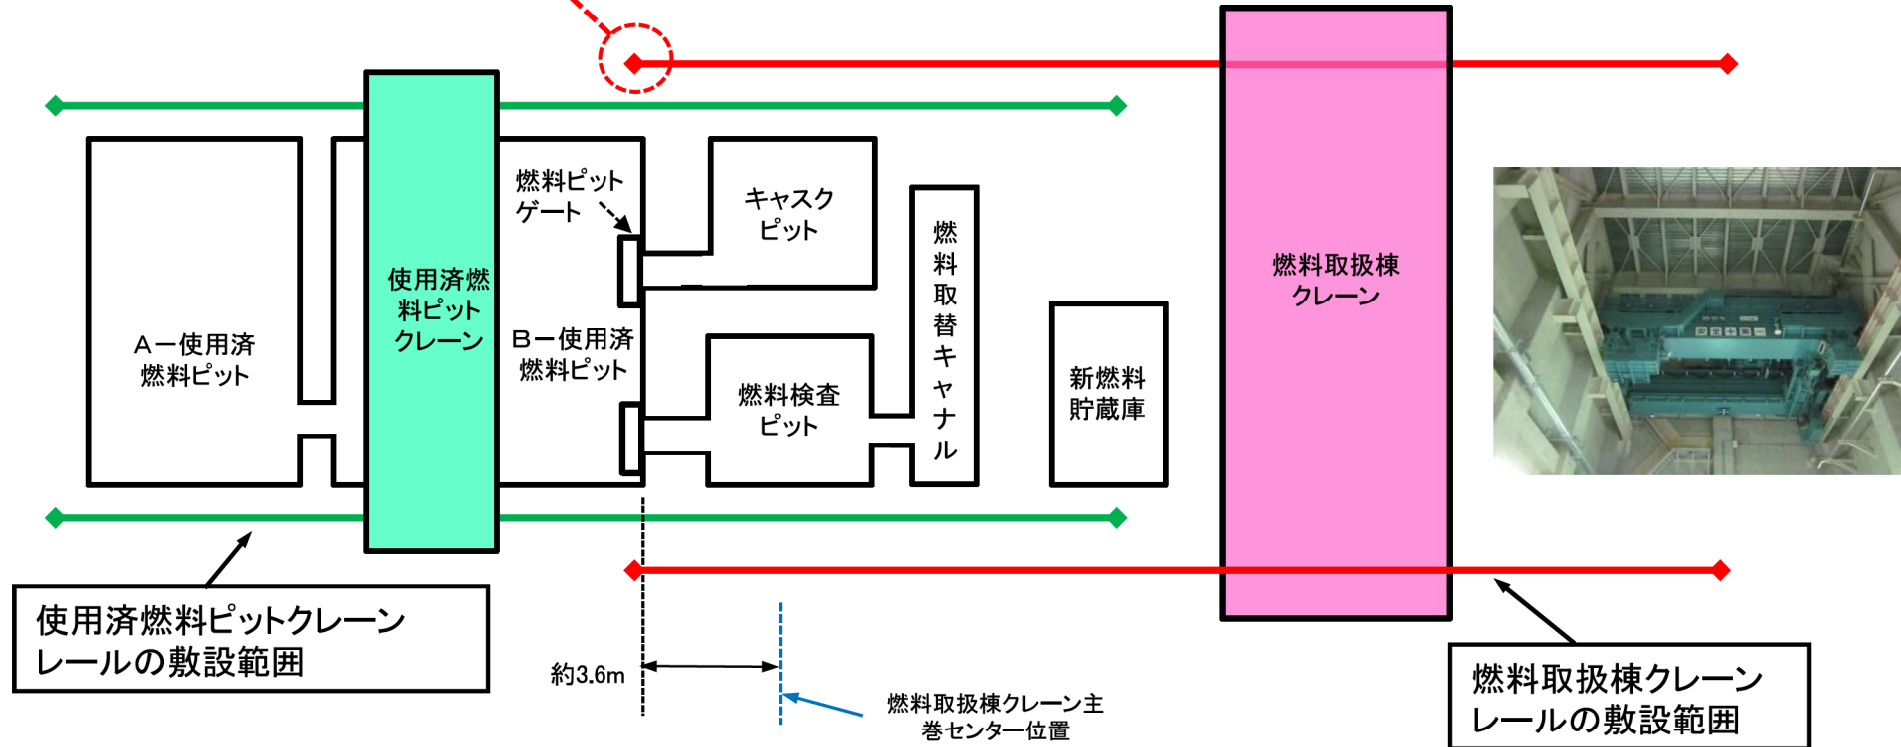 燃料ピット
ゲート
キャスク
ピット
燃料取替キャナル
使用済燃
料ピット
クレーン
A-使用済
燃料ピット
B-使用済
燃料ピット
燃料検査
ピット
新燃料
貯蔵庫
燃料取扱棟
クレーン
安全十第一
使用済燃料ピットクレーン
レールの敷設範囲
約3.6m
燃料取扱棟クレーン主
巻センター位置
燃料取扱棟クレーン
レールの敷設範囲